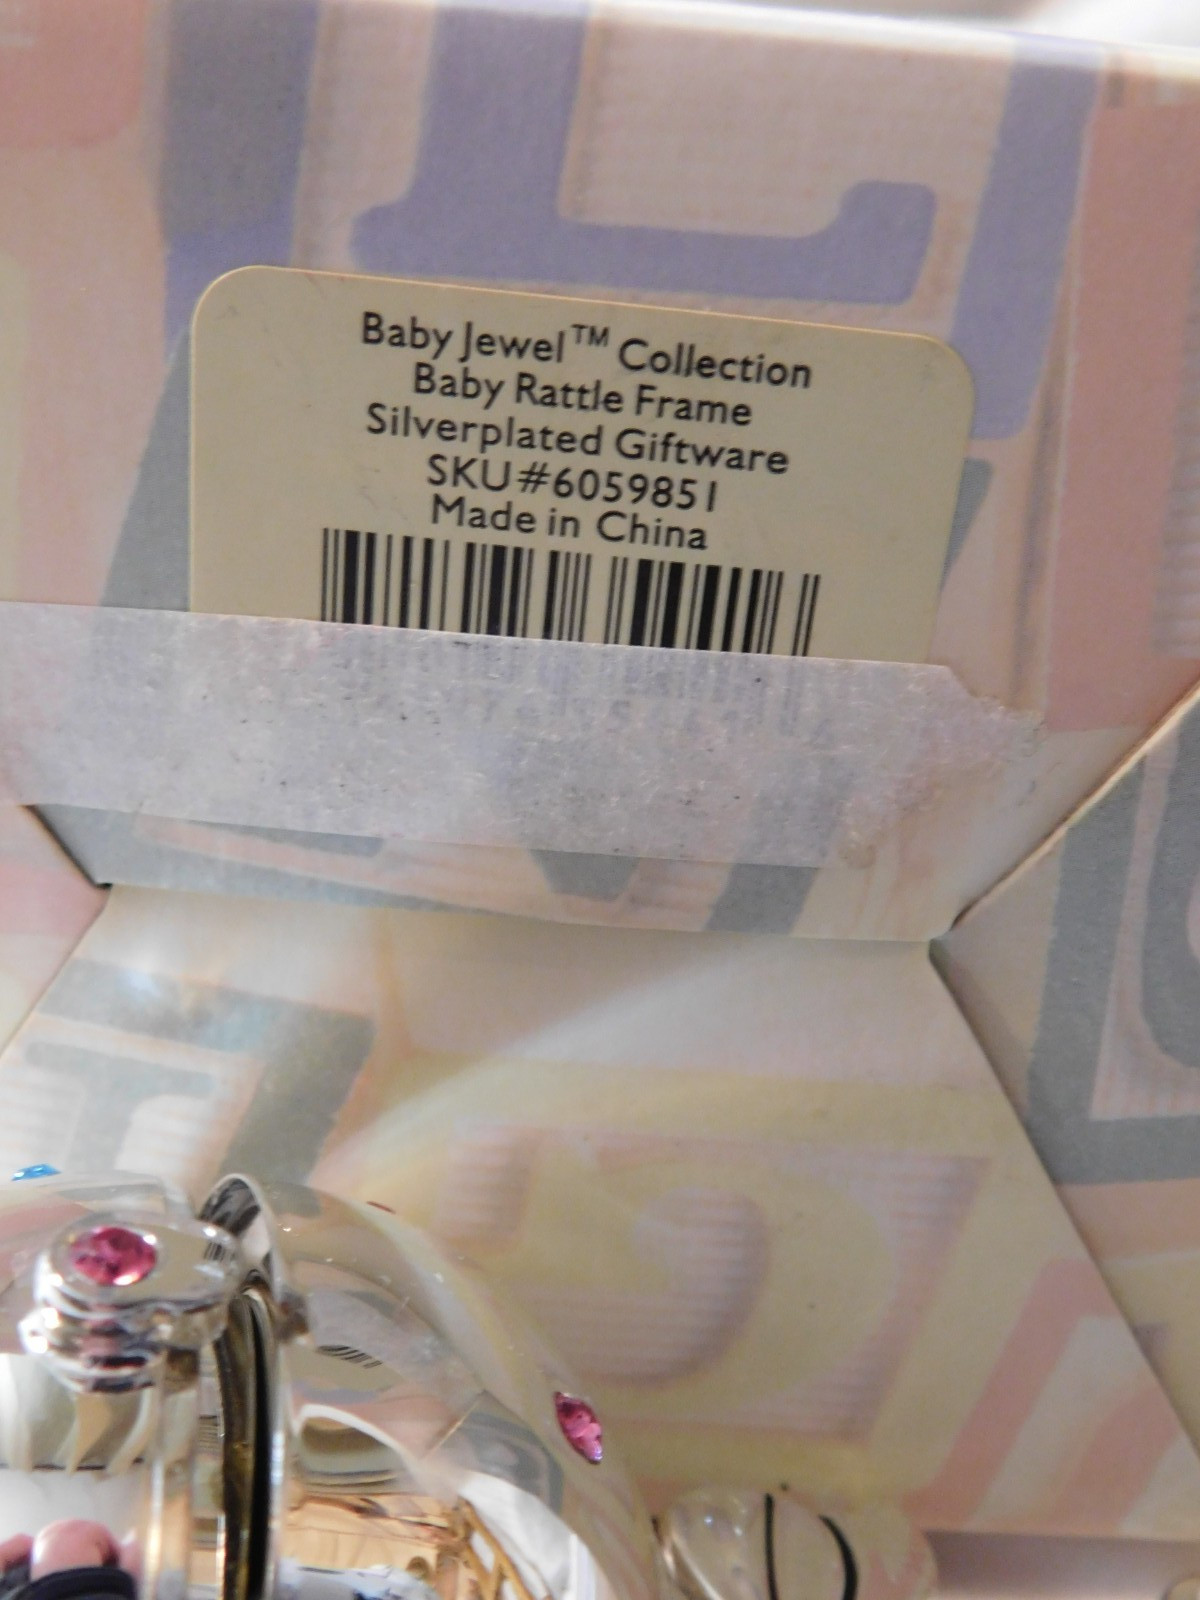 Baby Jewel™ Collection
Baby Rattle Frame
Silverplated Giftware
SKU#6059851
Made in China